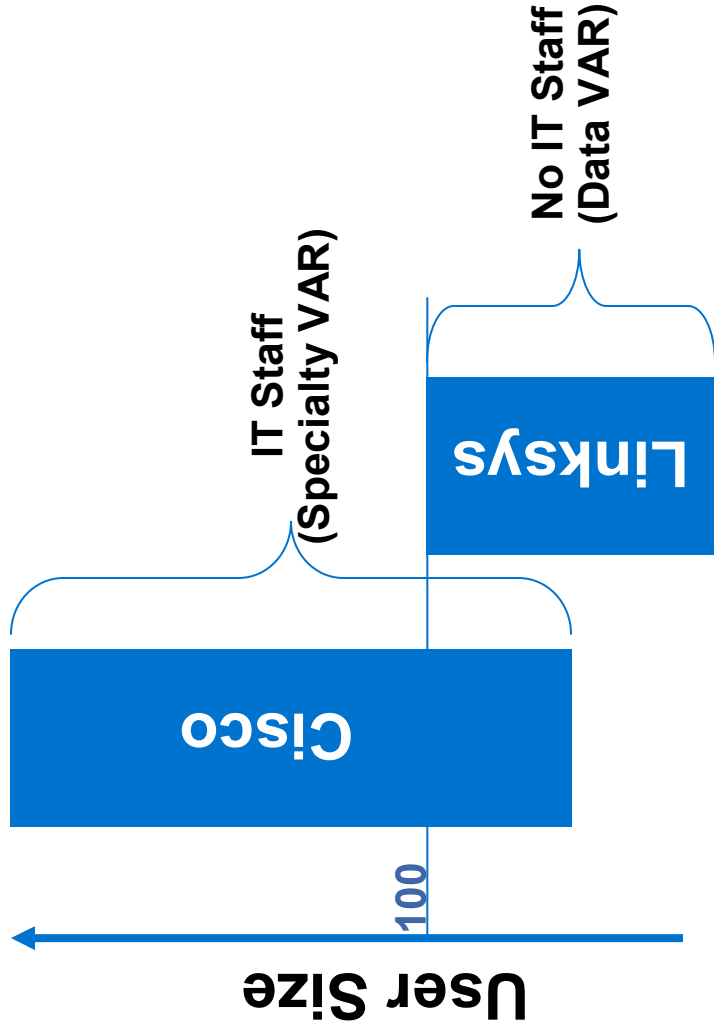 User Size
100
Cisco
IT Staff
(Specialty VAR)
Linksys
No IT Staff
(Data VAR)